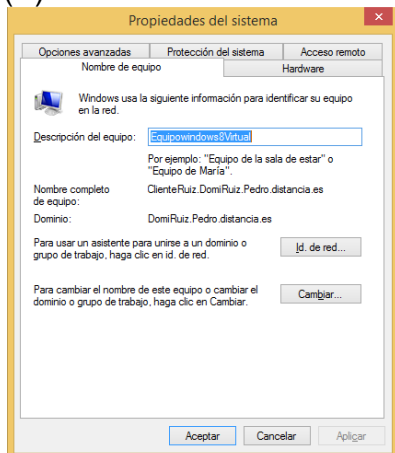 Propiedades del sistema
Opciones avanzadas
Protección del sistema
Acceso remoto
Nombre de equipo
Hardware
Windows usa la siguiente información para identificar su equipo
en la red.
Descripción del equipo:
Equipowindows8Virtual
Por ejemplo: "Equipo de la sala de estar" o
"Equipo de María".
Nombre completo
de equipo:
ClienteRuiz.DomiRuiz.Pedro.distancia.es
Dominio:
DomiRuiz.Pedro.distancia.es
Para usar un asistente para unirse a un dominio o
grupo de trabajo, haga clic en id. de red.
Id. de red...
Para cambiar el nombre de este equipo o cambiar el
dominio o grupo de trabajo, haga clic en Cambiar.
Cambiar...
Aceptar
Cancelar
Aplicar